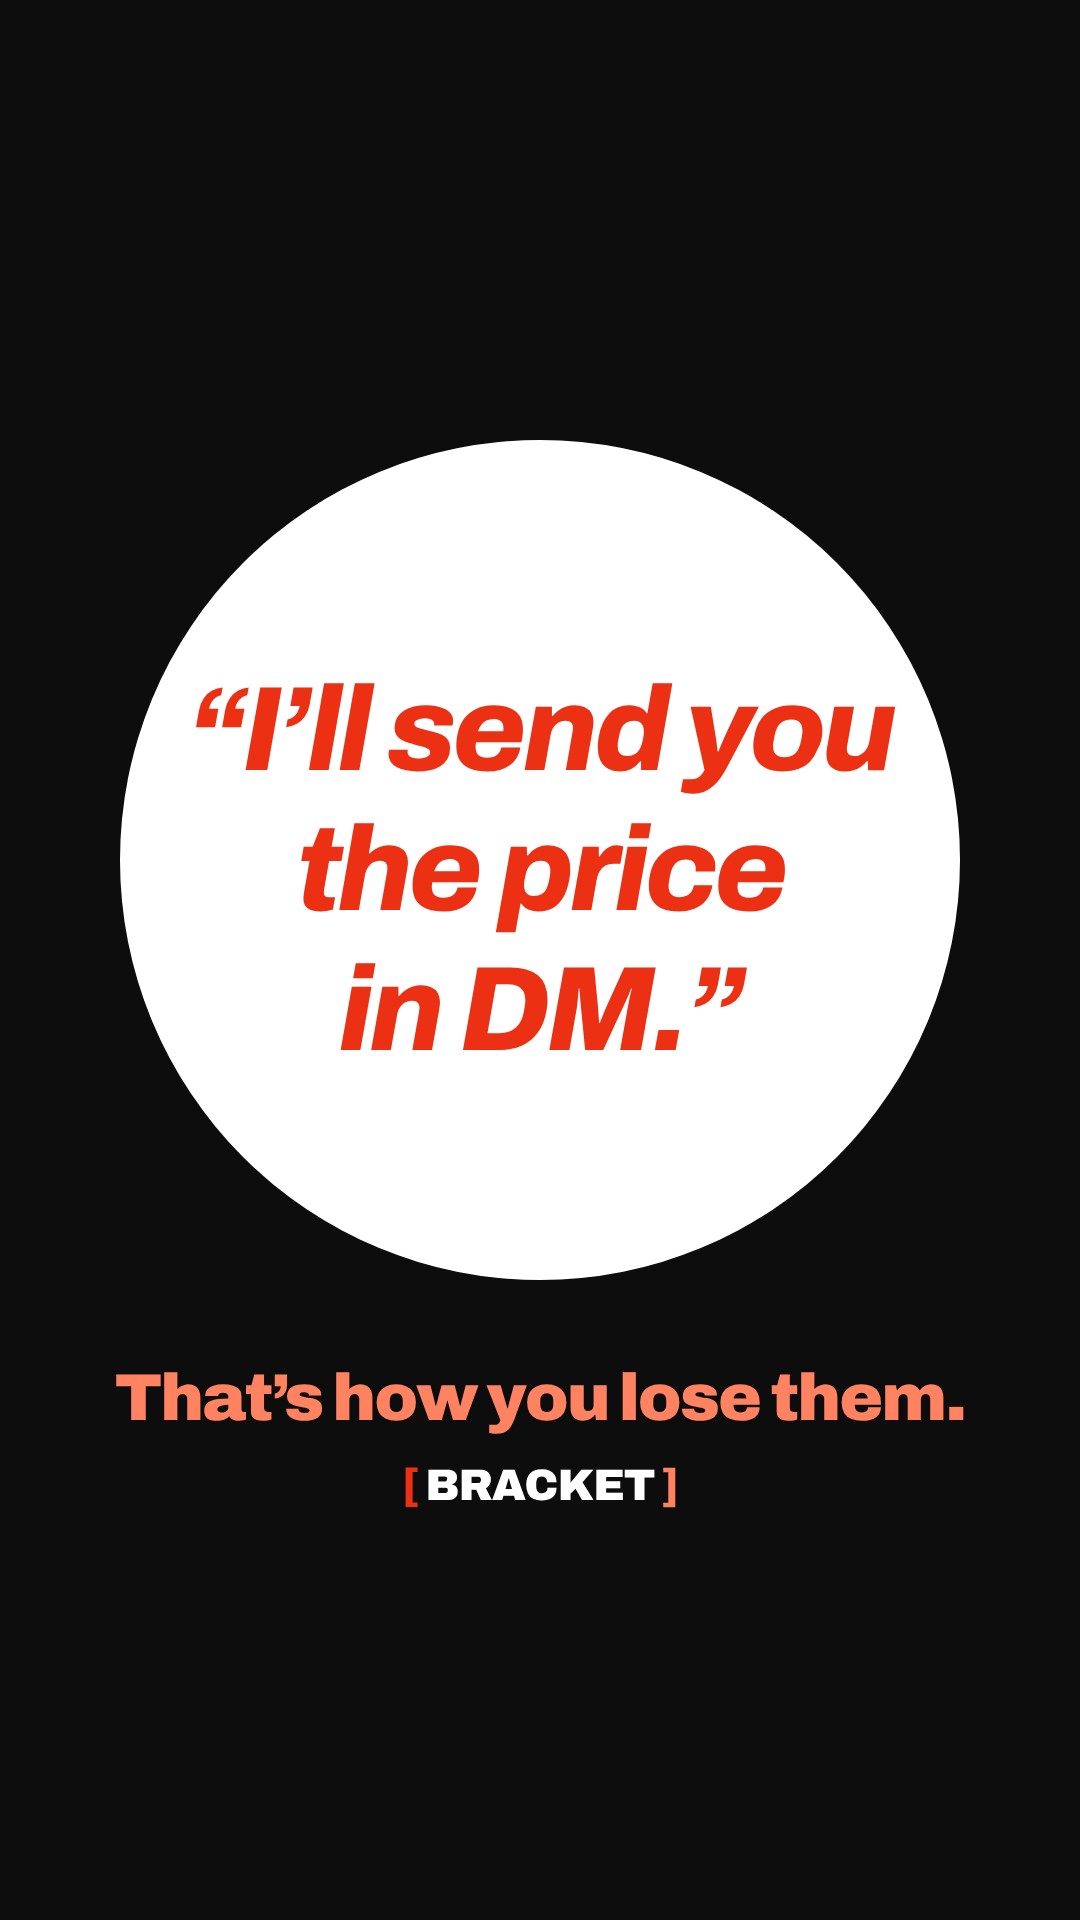 “I’ll send you
the price
in DM.”
That’s how you lose them.
[ BRACKET ]